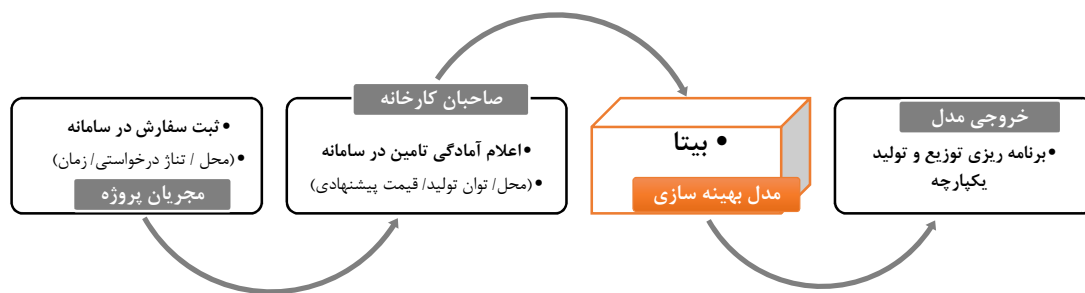 • ثبت سفارش در سامانه
• (محل / تناژ درخواستی/ زمان)
مجریان پروژه
صاحبان کارخانه
• اعلام آمادگی تامین در سامانه
• (محل/ توان تولید/ قیمت پیشنهادی)
• بیتا
مدل بهینه سازی
خروجی مدل
• برنامه ریزی توزیع و تولید
یکپارچه